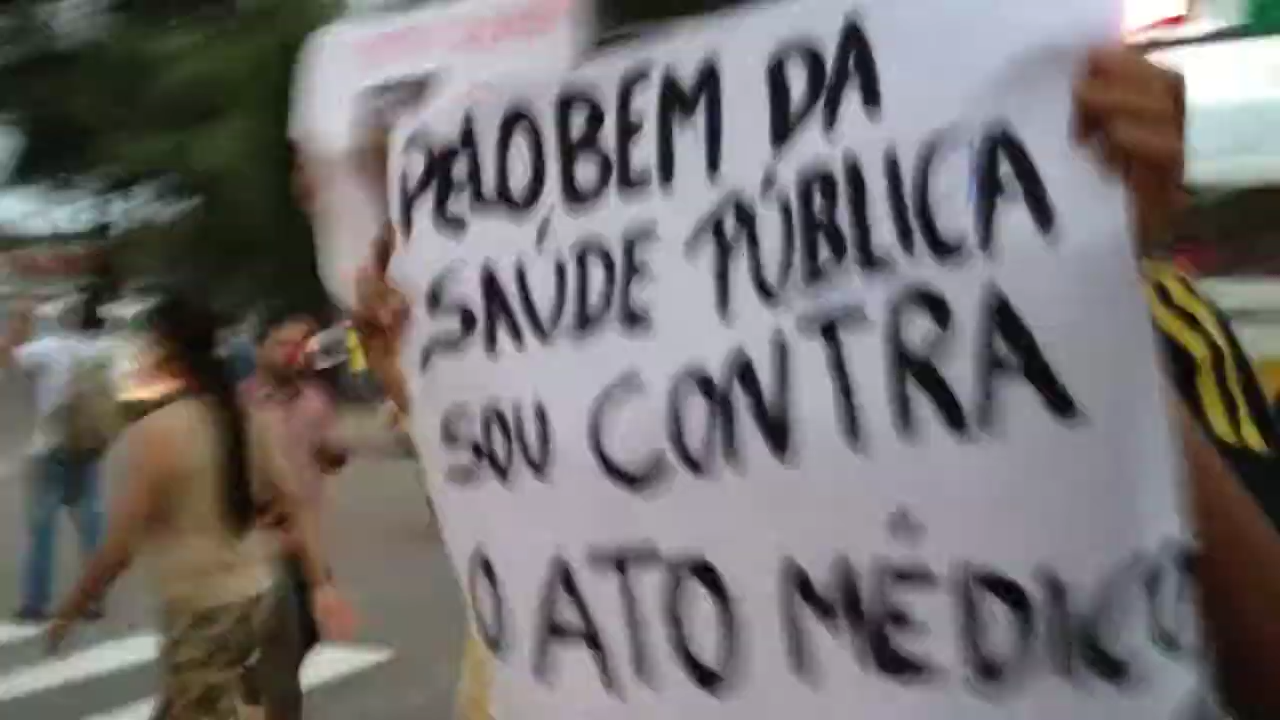 PELO BEM DA
SAÚDE PÚBLICA
SOU CONTRA
O ATO MÉDICO